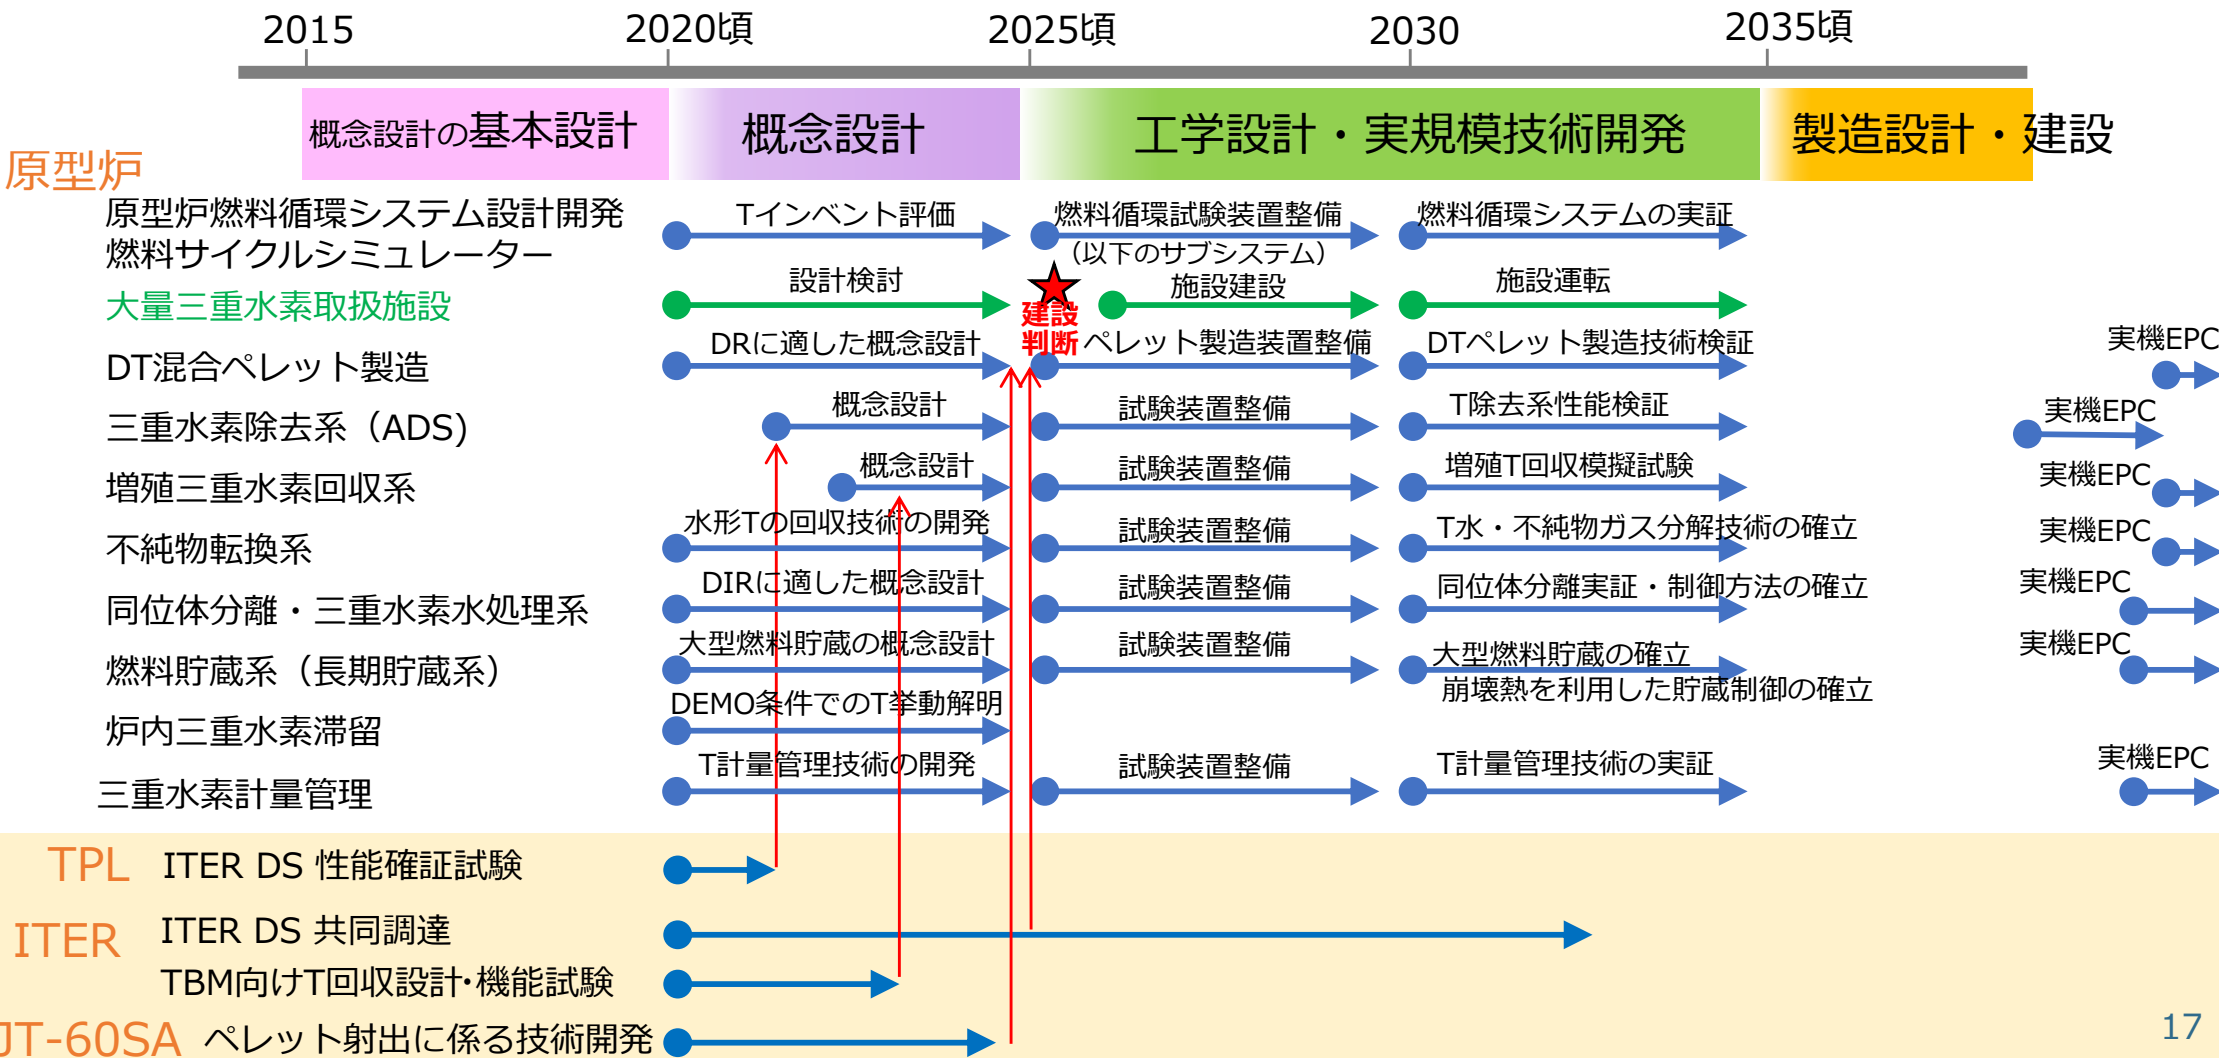 2015 2020頃 2025頃 2030 2035頃
概念設計の基本設計 概念設計 工学設計・実規模技術開発 製造設計・建設
原型炉
原型炉燃料循環システム設計開発 Tインベント評価 燃料循環試験装置整備 燃料循環システムの実証
燃料サイクルシミュレーター (以下のサブシステム)
大量三重水素取扱施設 設計検討 施設建設 施設運転
建設
判断
DT混合ペレット製造 DRに適した概念設計 ペレット製造装置整備 DTペレット製造技術検証 実機EPC
三重水素除去系（ADS) 概念設計 試験装置整備 T除去系性能検証 実機EPC
増殖三重水素回収系 概念設計 試験装置整備 増殖T回収模擬試験 実機EPC
不純物転換系 水形Tの回収技術の開発 試験装置整備 T水・不純物ガス分解技術の確立 実機EPC
同位体分離・三重水素水処理系 DIRに適した概念設計 試験装置整備 同位体分離実証・制御方法の確立 実機EPC
燃料貯蔵系（長期貯蔵系） 大型燃料貯蔵の概念設計 試験装置整備 大型燃料貯蔵の確立 実機EPC
崩壊熱を利用した貯蔵制御の確立
炉内三重水素滞留 DEMO条件でのT挙動解明
三重水素計量管理 T計量管理技術の開発 試験装置整備 T計量管理技術の実証 実機EPC
TPL ITER DS 性能確証試験
ITER ITER DS 共同調達
TBM向けT回収設計･機能試験
JT-60SA ペレット射出に係る技術開発
17